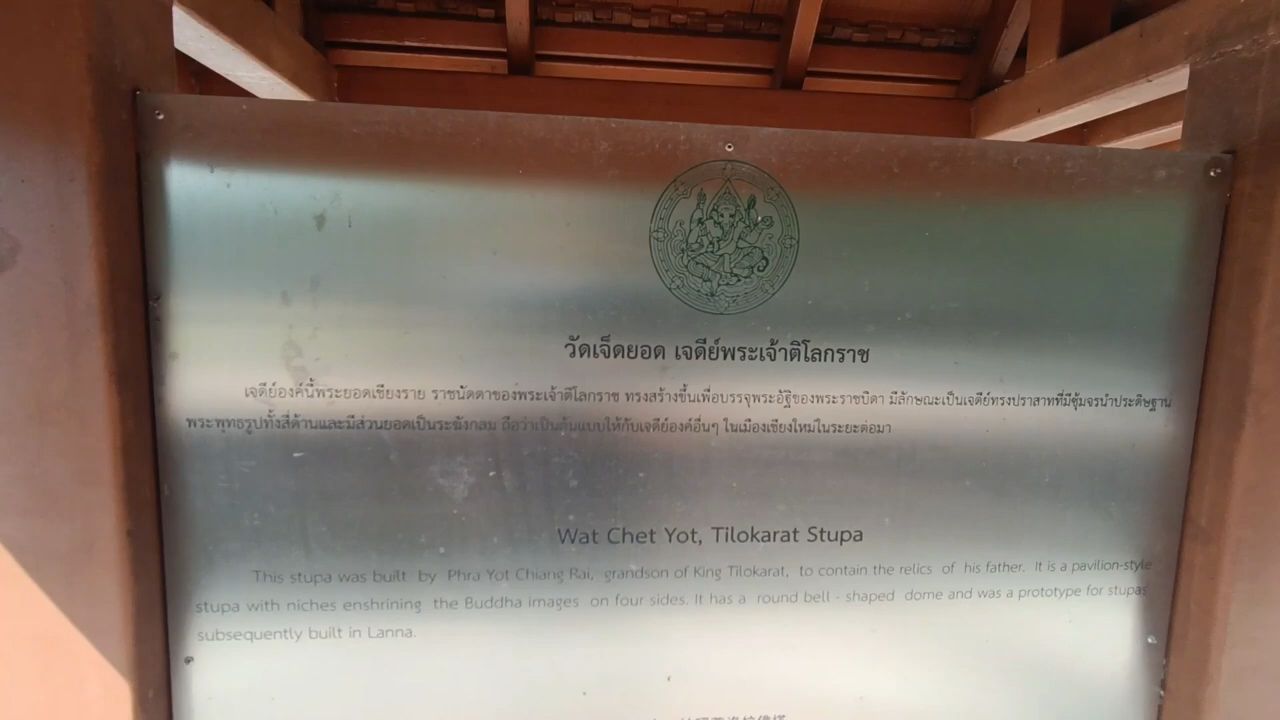 วัดเจ็ดยอด เจดีย์พระเจ้าติโลกราช
เจดีย์องค์นี้พระยอดเชียงราย ราชนัดดาของพระเจ้าติโลกราช ทรงสร้างขึ้นเพื่อบรรจุพระอัฐิของพระราชบิดา มีลักษณะเป็นเจดีย์ทรงปราสาทที่มีซุ้มจรนำประดิษฐาน
พระพุทธรูปทั้งสี่ด้านและมีส่วนยอดเป็นระฆังกลม ถือว่าเป็นต้นแบบให้กับเจดีย์องค์อื่นๆ ในเมืองเชียงใหม่ในระยะต่อมา
Wat Chet Yot, Tilokarat Stupa
This stupa was built by Phra Yot Chiang Rai, grandson of King Tilokarat, to contain the relics of his father. It is a pavilion-style
stupa with niches enshrining the Buddha images on four sides. It has a round bell - shaped dome and was a prototype for stupas
subsequently built in Lanna.